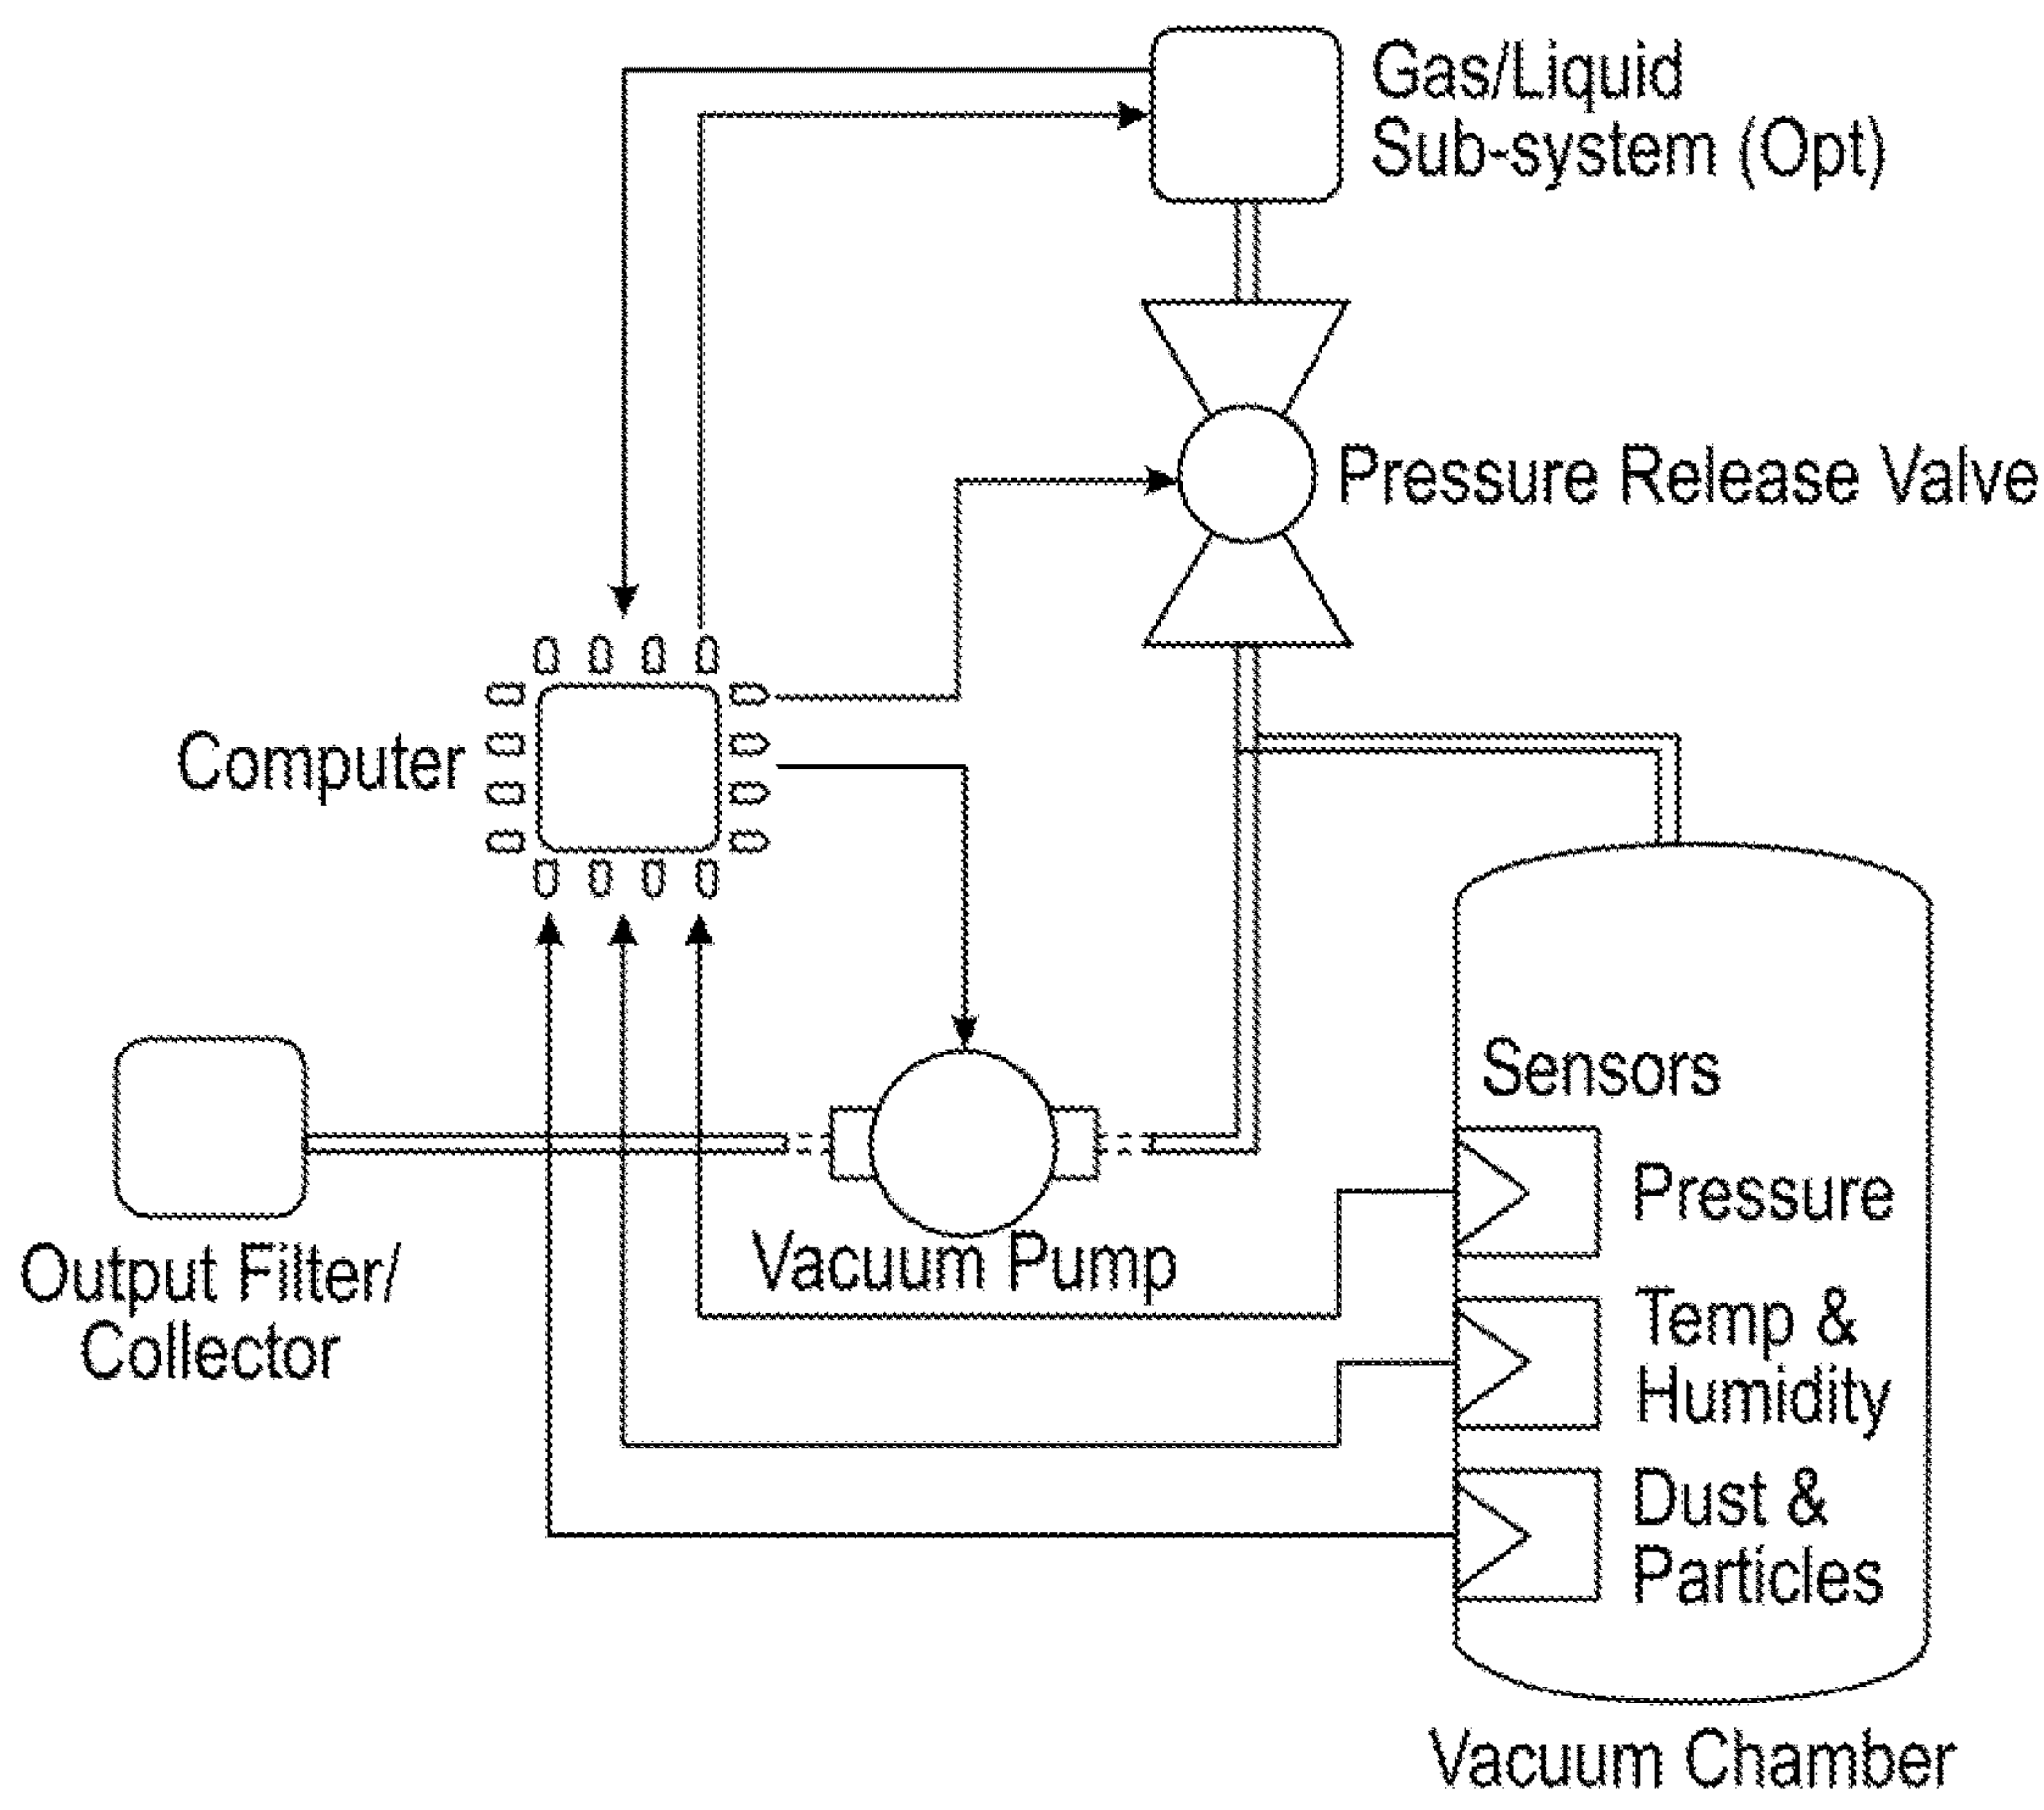 Gas/Liquid
Sub-system (Opt)
Pressure Release Valve
Computer
Sensors
Pressure
Temp &
Humidity
Dust &
Particles
Vacuum Pump
Output Filter/
Collector
Vacuum Chamber